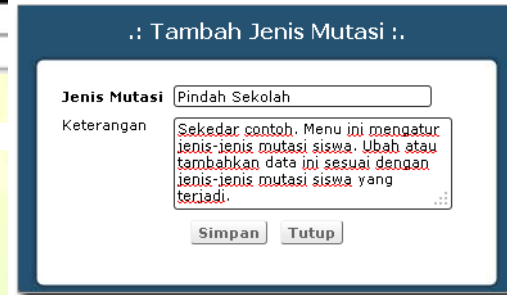 .: Tambah Jenis Mutasi :.
Jenis Mutasi Pindah Sekolah
Keterangan Sekedar contoh. Menu ini mengatur
jenis-jenis mutasi siswa. Ubah atau
tambahkan data ini sesuai dengan
jenis-jenis mutasi siswa yang
terjadi.
Simpan Tutup